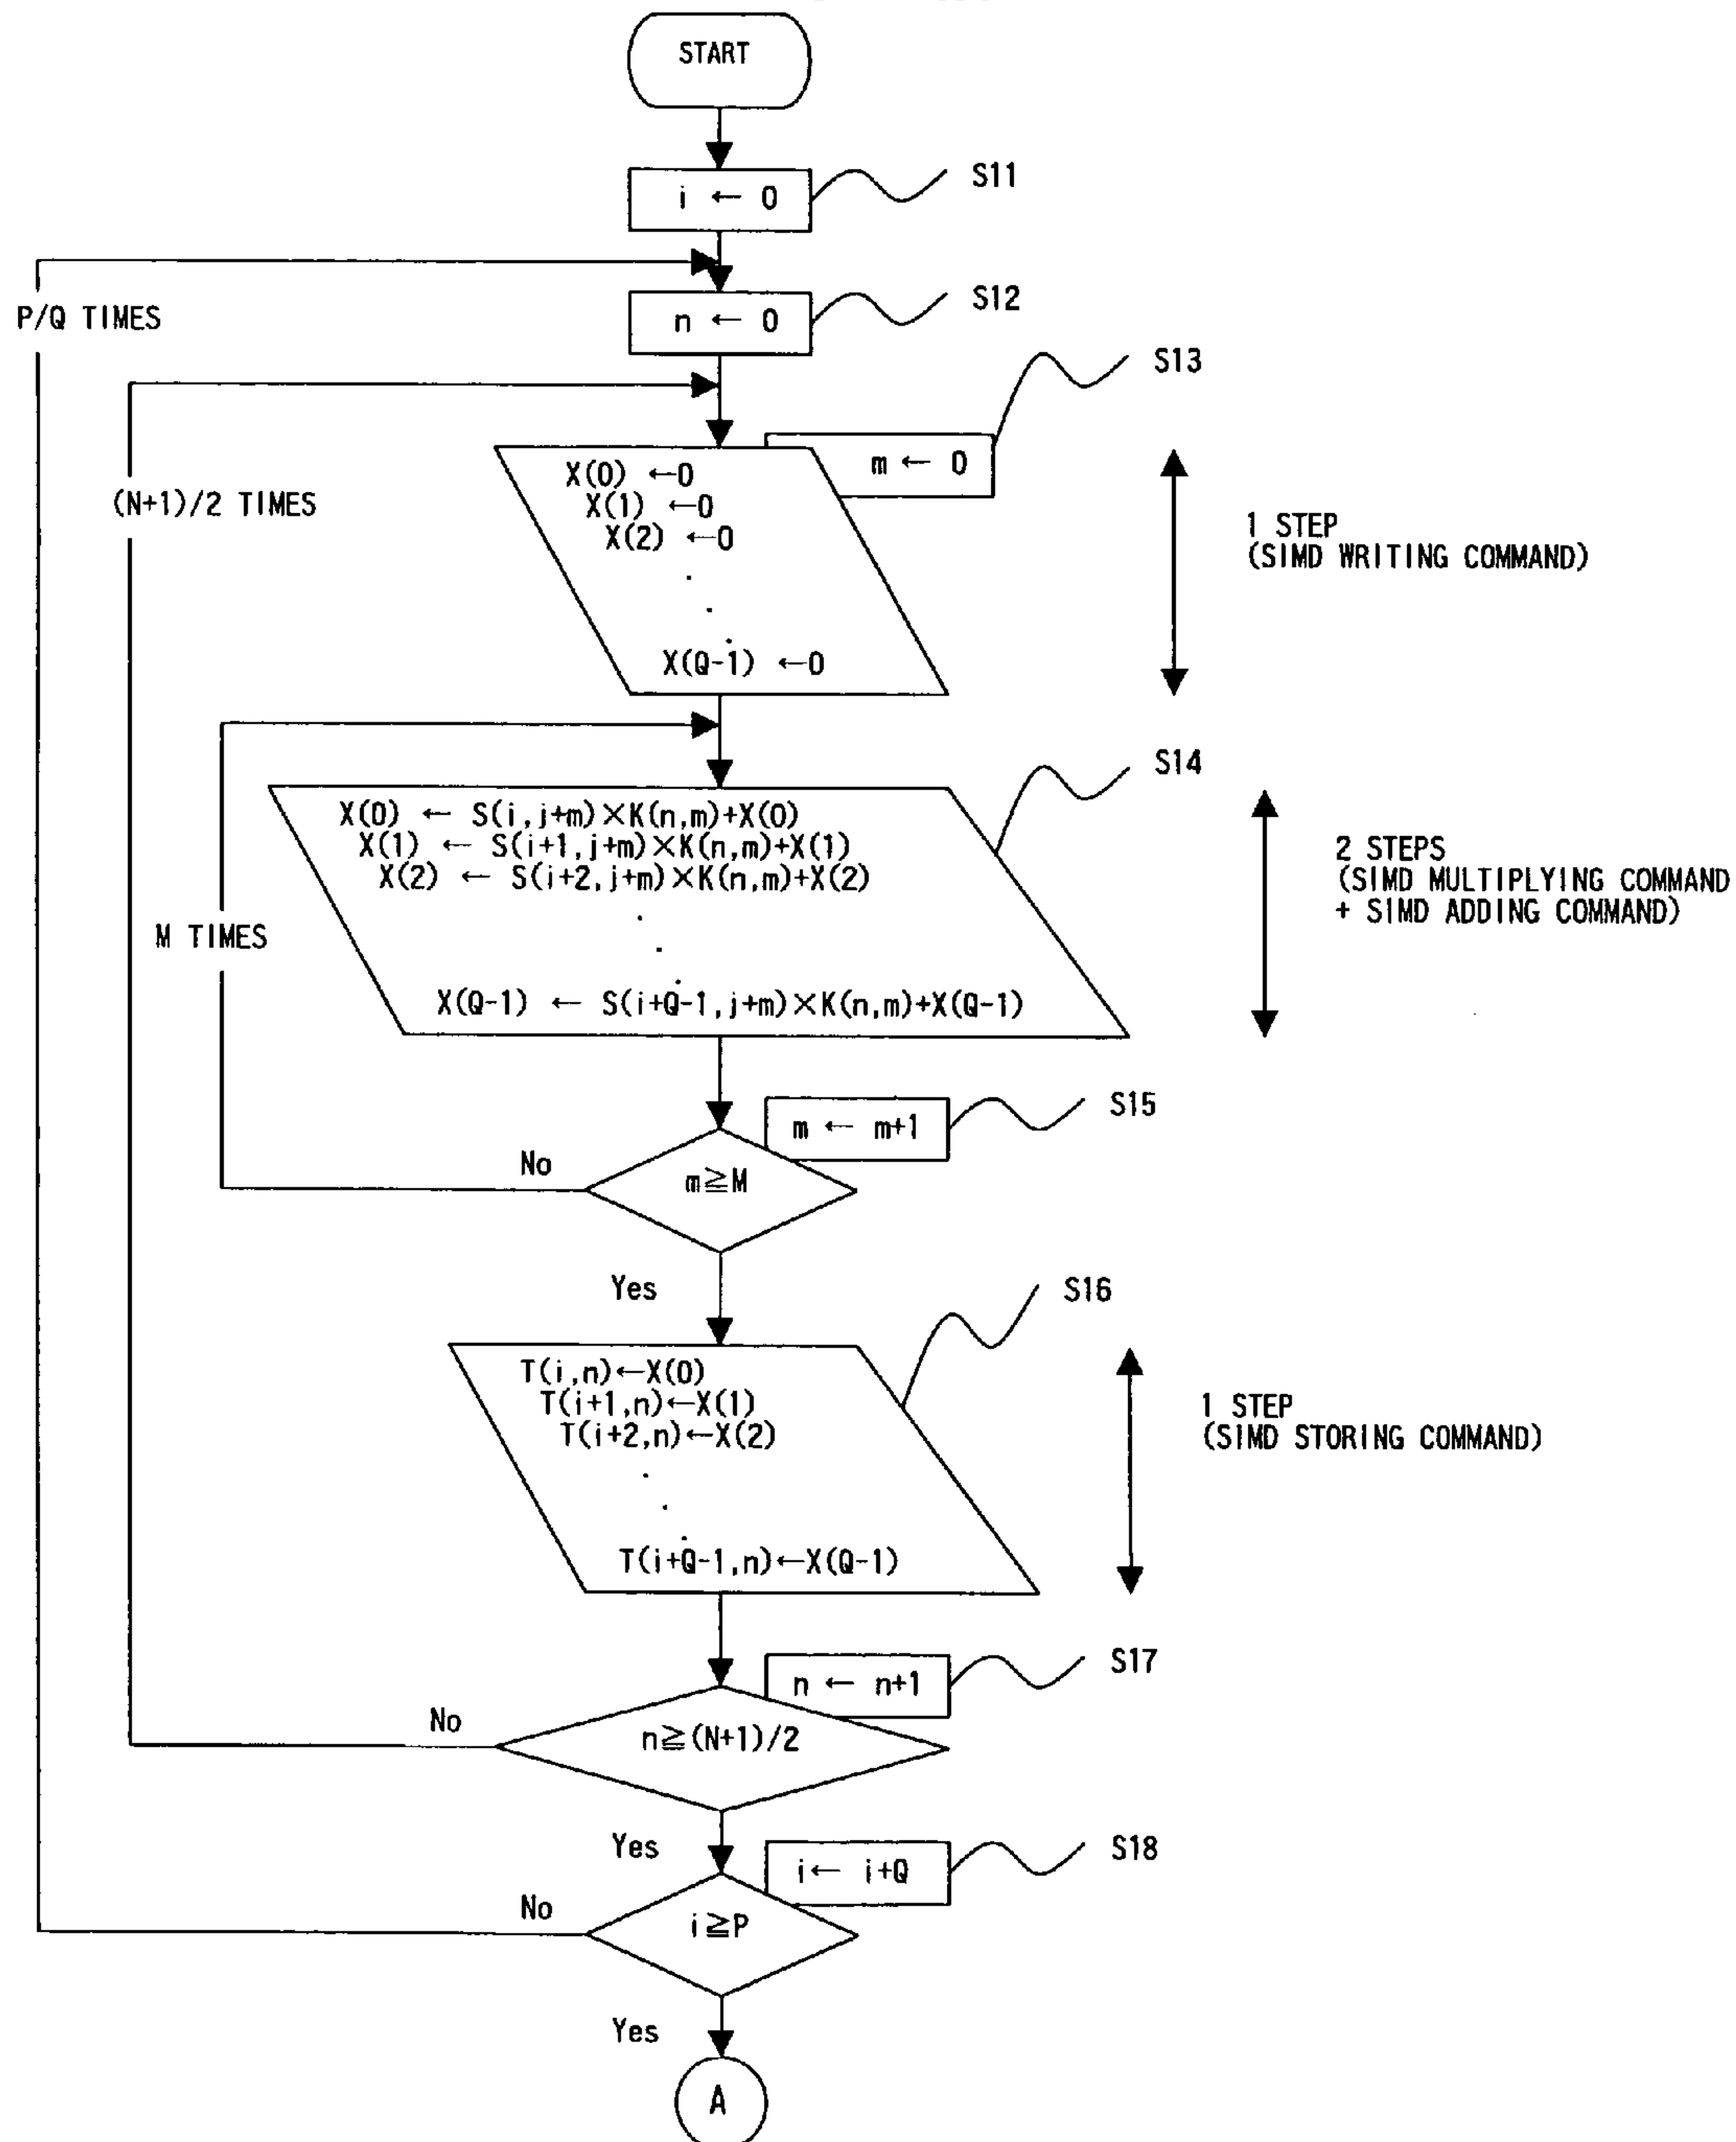 START
i ← 0
S11
P/Q TIMES
n ← 0
S12
S13
(N+1)/2 TIMES
m ← 0
X(0) ←0
X(1) ←0
X(2) ←0
.
.
.
X(Q-1) ←0
1 STEP
(SIMD WRITING COMMAND)
S14
X(0) ← S(i,j+m)×K(n,m)+X(0)
X(1) ← S(i+1,j+m)×K(n,m)+X(1)
X(2) ← S(i+2,j+m)×K(n,m)+X(2)
.
.
.
X(Q-1) ← S(i+Q-1,j+m)×K(n,m)+X(Q-1)
2 STEPS
(SIMD MULTIPLYING COMMAND
+ SIMD ADDING COMMAND)
M TIMES
m ← m+1
S15
No
m≧M
Yes
S16
T(i,n)←X(0)
T(i+1,n)←X(1)
T(i+2,n)←X(2)
.
.
.
T(i+Q-1,n)←X(Q-1)
1 STEP
(SIMD STORING COMMAND)
n ← n+1
S17
No
n≧(N+1)/2
Yes
i← i+Q
S18
No
i≧P
Yes
A